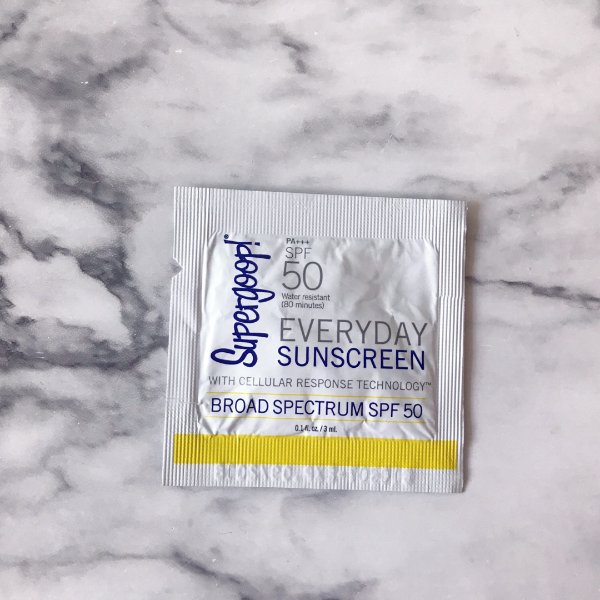 Supergoop!®
PA+++
SPF
50
Water resistant
(80 minutes)
EVERYDAY
SUNSCREEN
WITH CELLULAR RESPONSE TECHNOLOGY™
BROAD SPECTRUM SPF 50
0.1 fl. oz. / 3 ml.